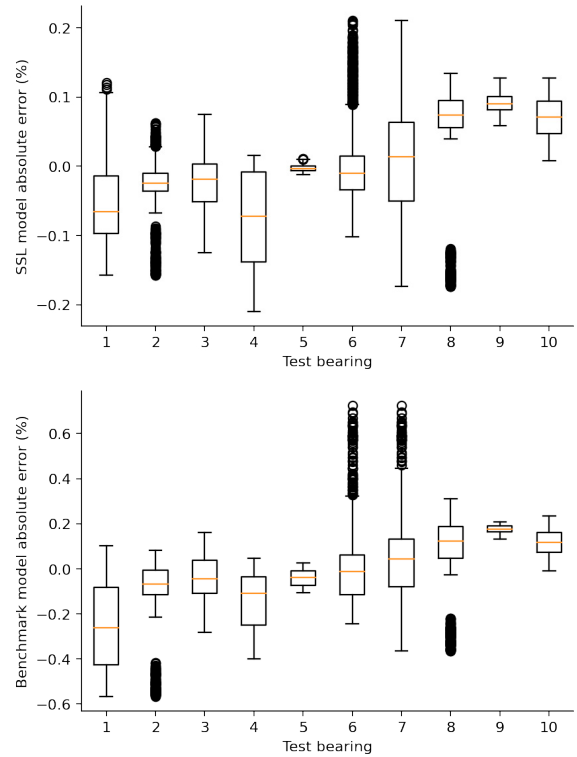 SSL model absolute error (%)
0.2
0.1
0.0
−0.1
−0.2
1 2 3 4 5 6 7 8 9 10
Test bearing
Benchmark model absolute error (%)
0.6
0.4
0.2
0.0
−0.2
−0.4
−0.6
1 2 3 4 5 6 7 8 9 10
Test bearing